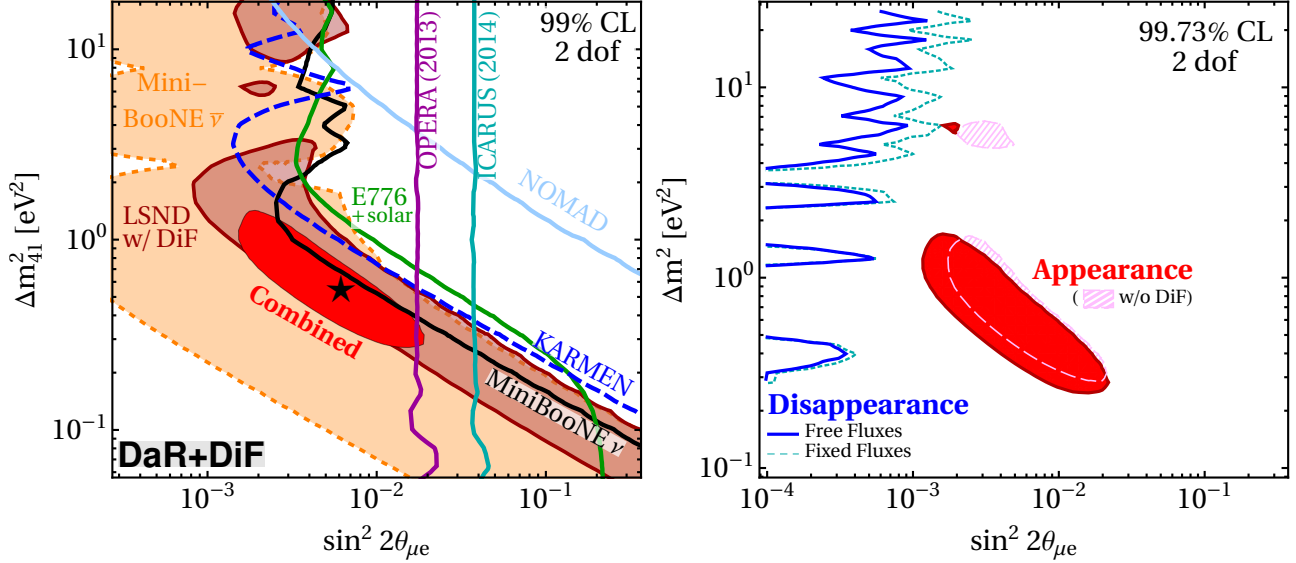 99% CL
2 dof
Mini–
BooNE ν̄
LSND
w/ DiF
Combined
E776
+solar
OPERA (2013)
ICARUS (2014)
NOMAD
KARMEN
MiniBooNE ν
DaR+DiF
10¹
10⁰
10⁻¹
10⁻³
10⁻²
10⁻¹
Δm²₄₁ [eV²]
sin² 2θμe
99.73% CL
2 dof
Appearance
( w/o DiF)
Disappearance
Free Fluxes
Fixed Fluxes
10¹
10⁰
10⁻¹
10⁻⁴
10⁻³
10⁻²
10⁻¹
Δm² [eV²]
sin² 2θμe